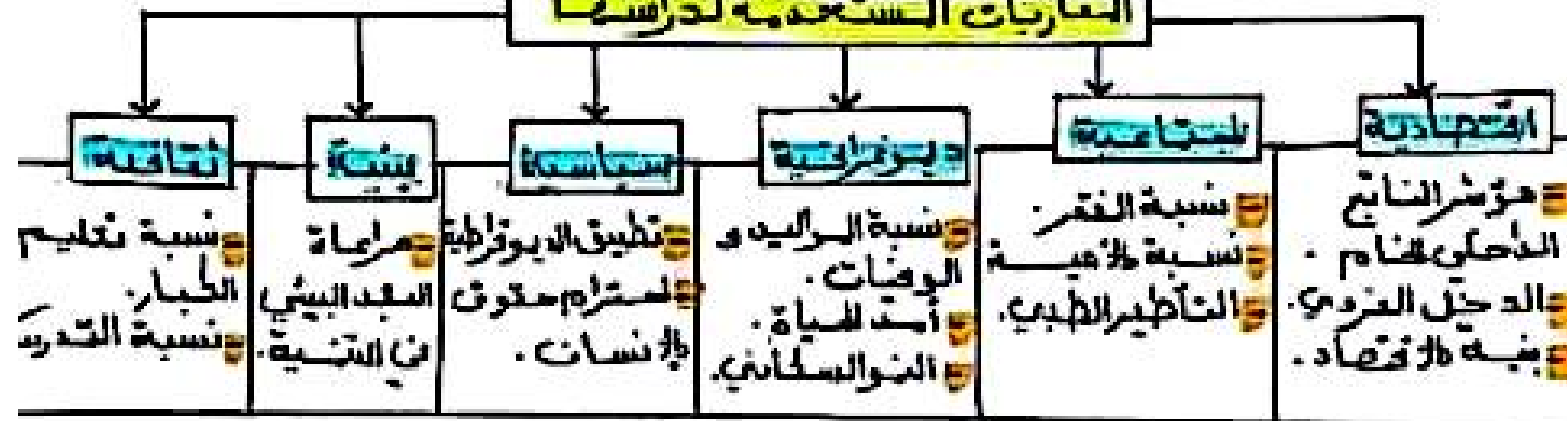 المقاربات المستخدمة لدراستها
اقتصادية
مؤشر الناتج
الداخلي الخام .
الدخل الفردي.
بنية الاقتصاد .
اجتماعية
نسبة الفقر.
نسبة الأمية
التأطير الطبي.
ديموغرافية
نسبة المواليد و
الوفيات .
أمد الحياة .
النمو السكاني.
سياسية
تطبيق الديموقراطية
احترام حقوق
الإنسان .
بيئية
مراعاة
البعد البيئي
في التنمية.
ثقافية
نسبة تعليم
الكبار.
نسبة التمدرس